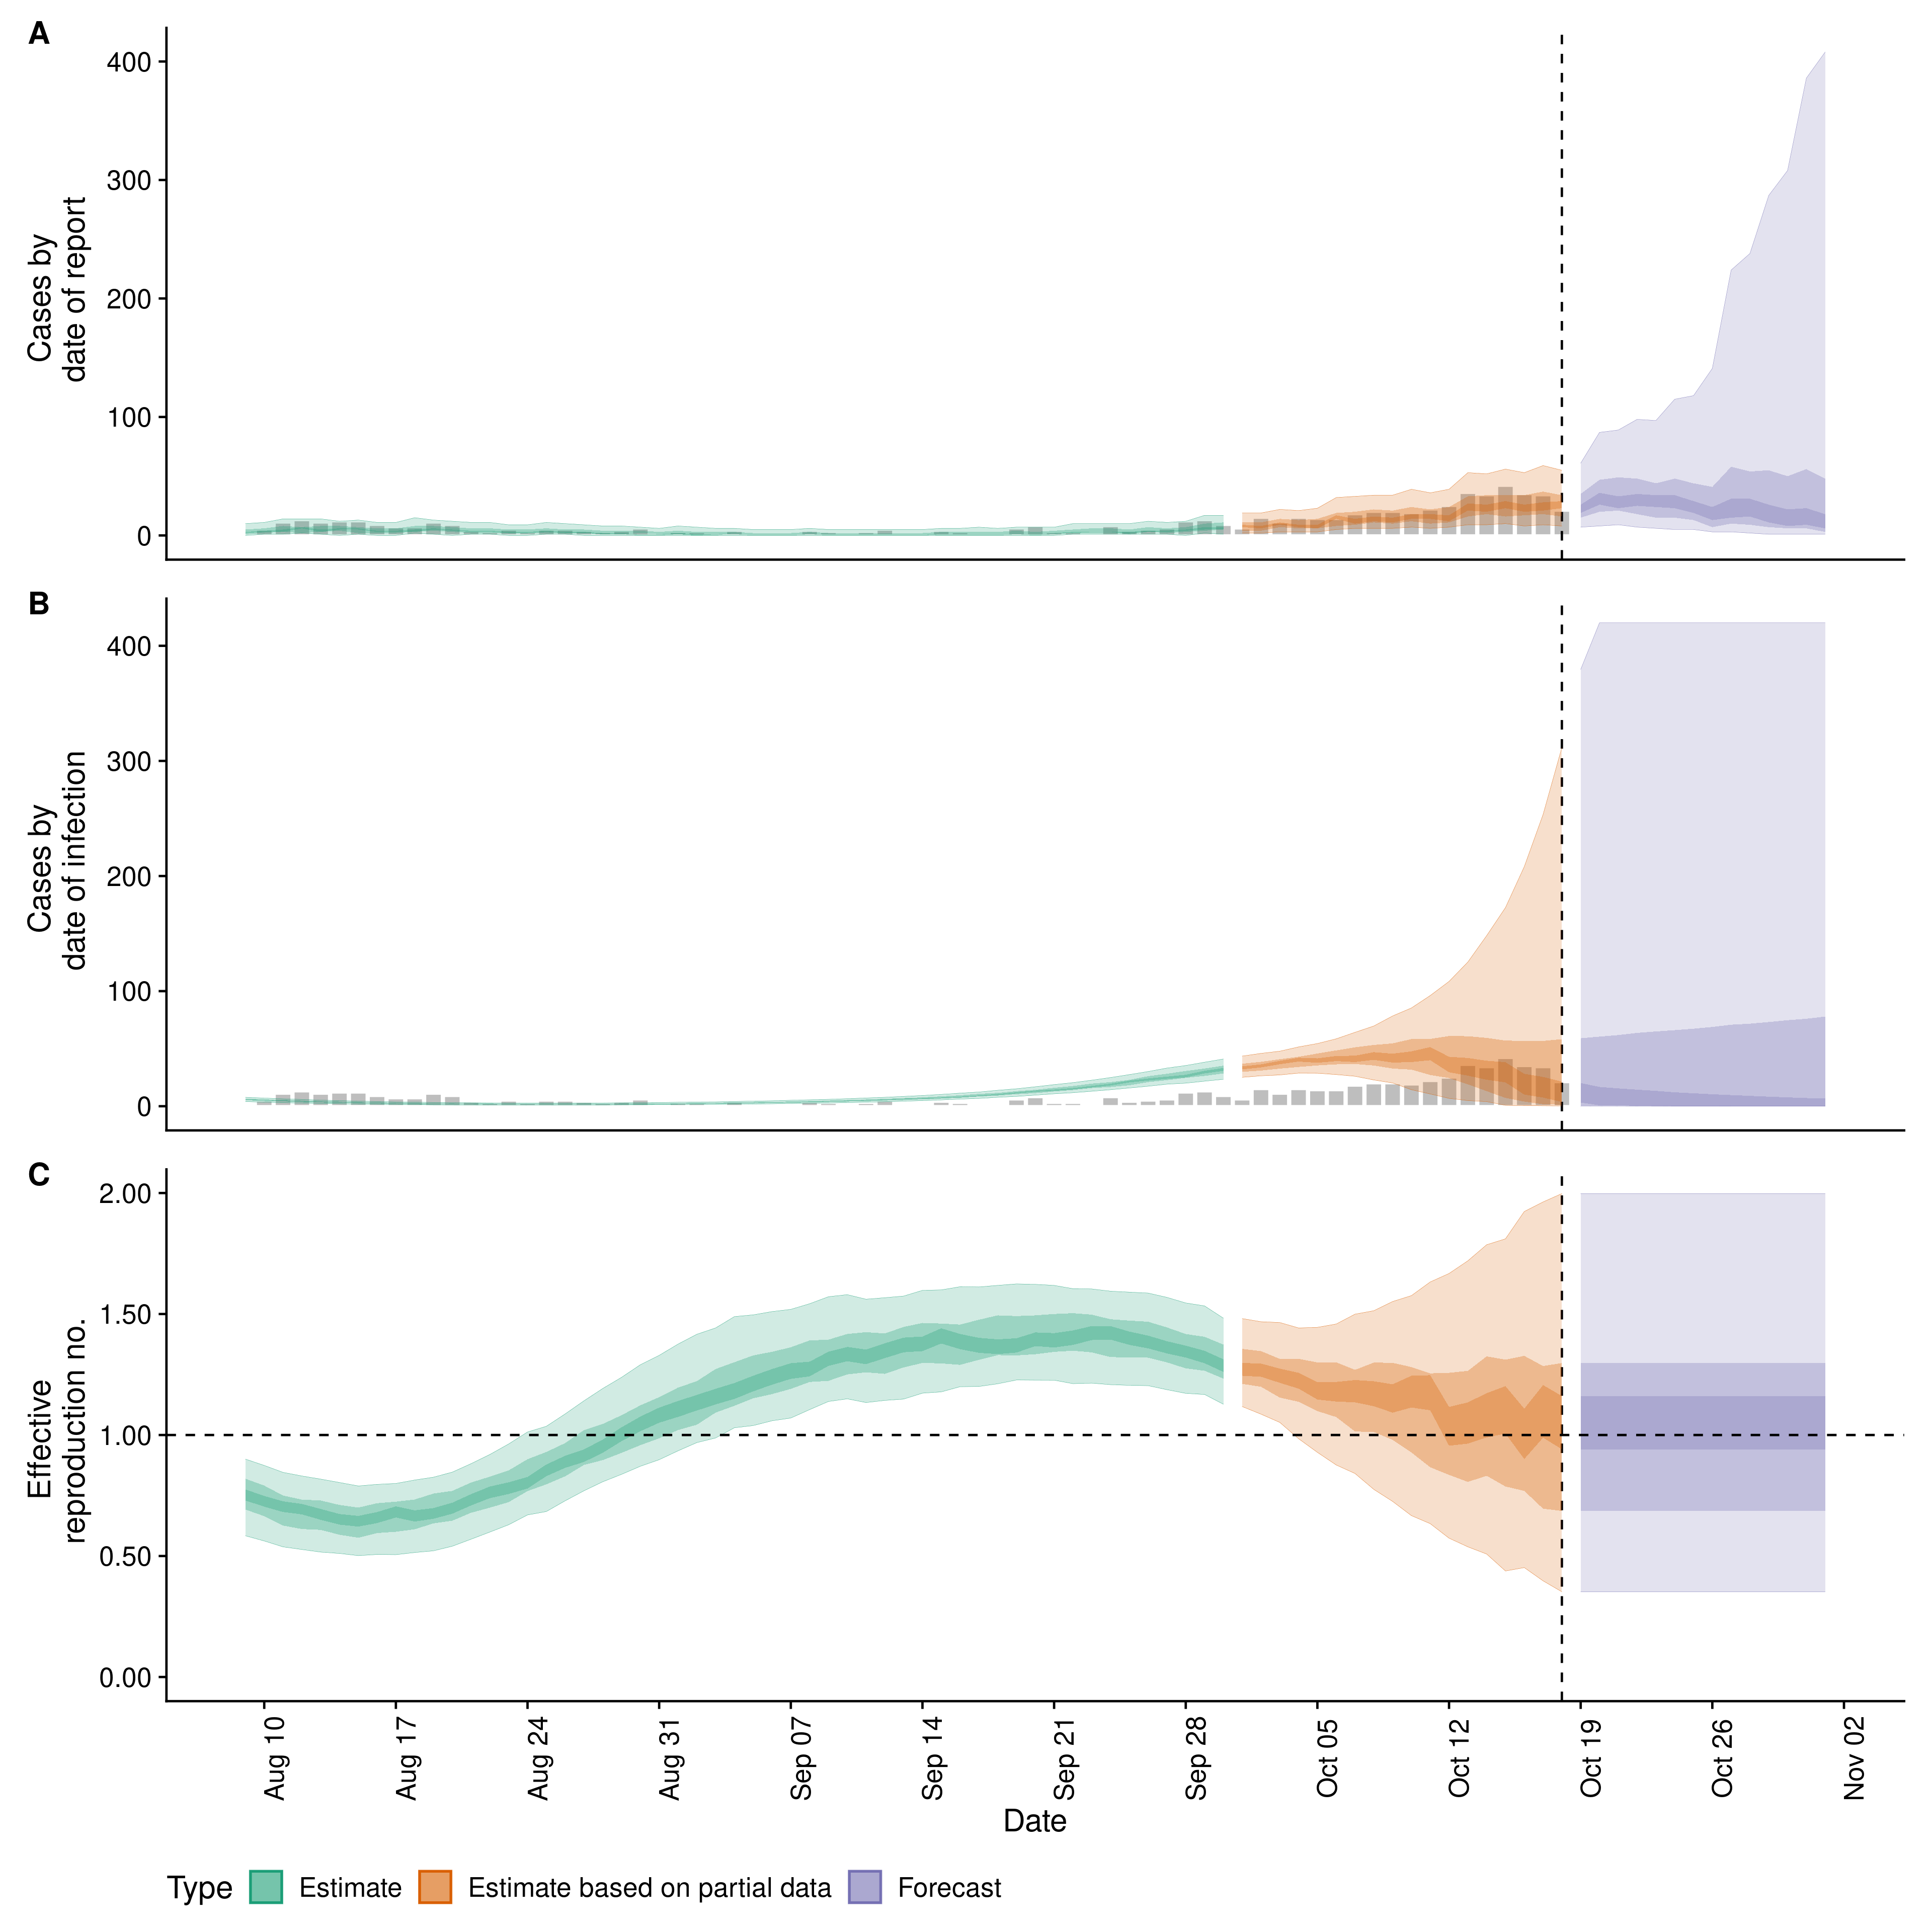 A
400
300
200
100
0
Cases by
date of report
B
400
300
200
100
0
Cases by
date of infection
C
2.00
1.50
1.00
0.50
0.00
Effective
reproduction no.
Aug 10
Aug 17
Aug 24
Aug 31
Sep 07
Sep 14
Sep 21
Sep 28
Oct 05
Oct 12
Oct 19
Oct 26
Nov 02
Date
Type Estimate Estimate based on partial data Forecast